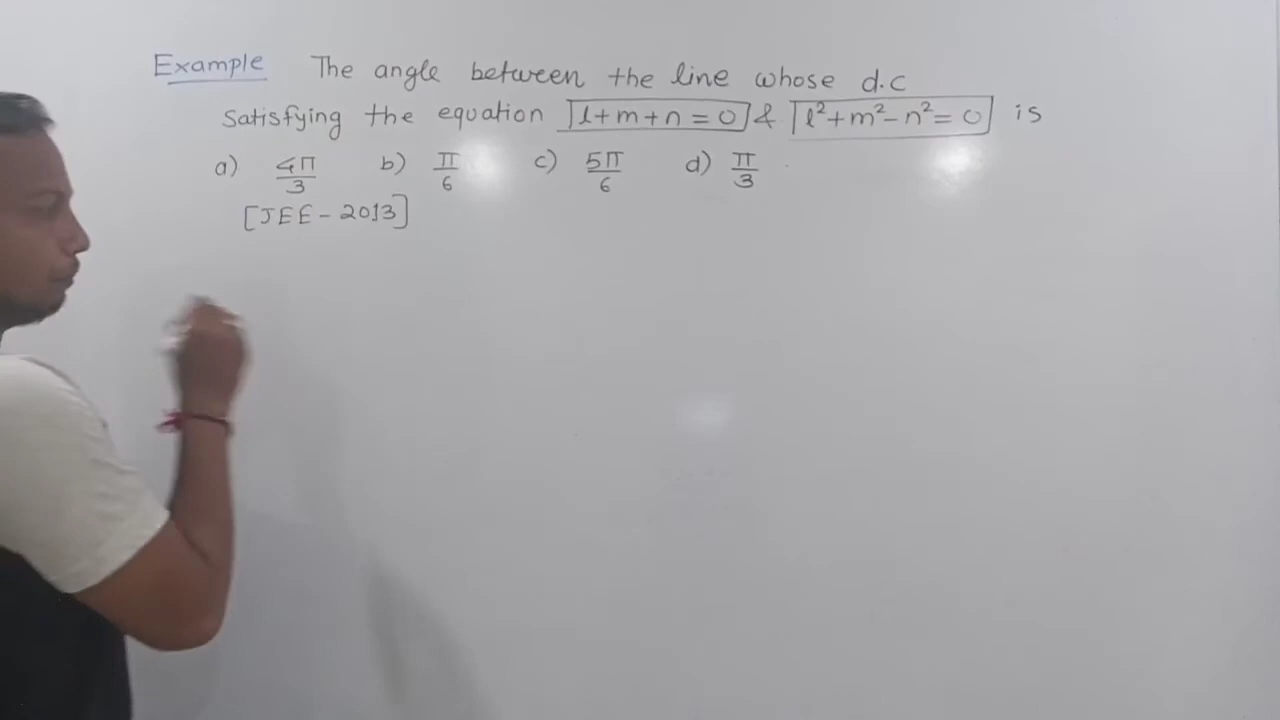 Example The angle between the line whose d.c
Satisfying the equation l+m+n=0 & l²+m²-n²=0 is
a) 4π/3 b) π/6 c) 5π/6 d) π/3
[JEE-2013]